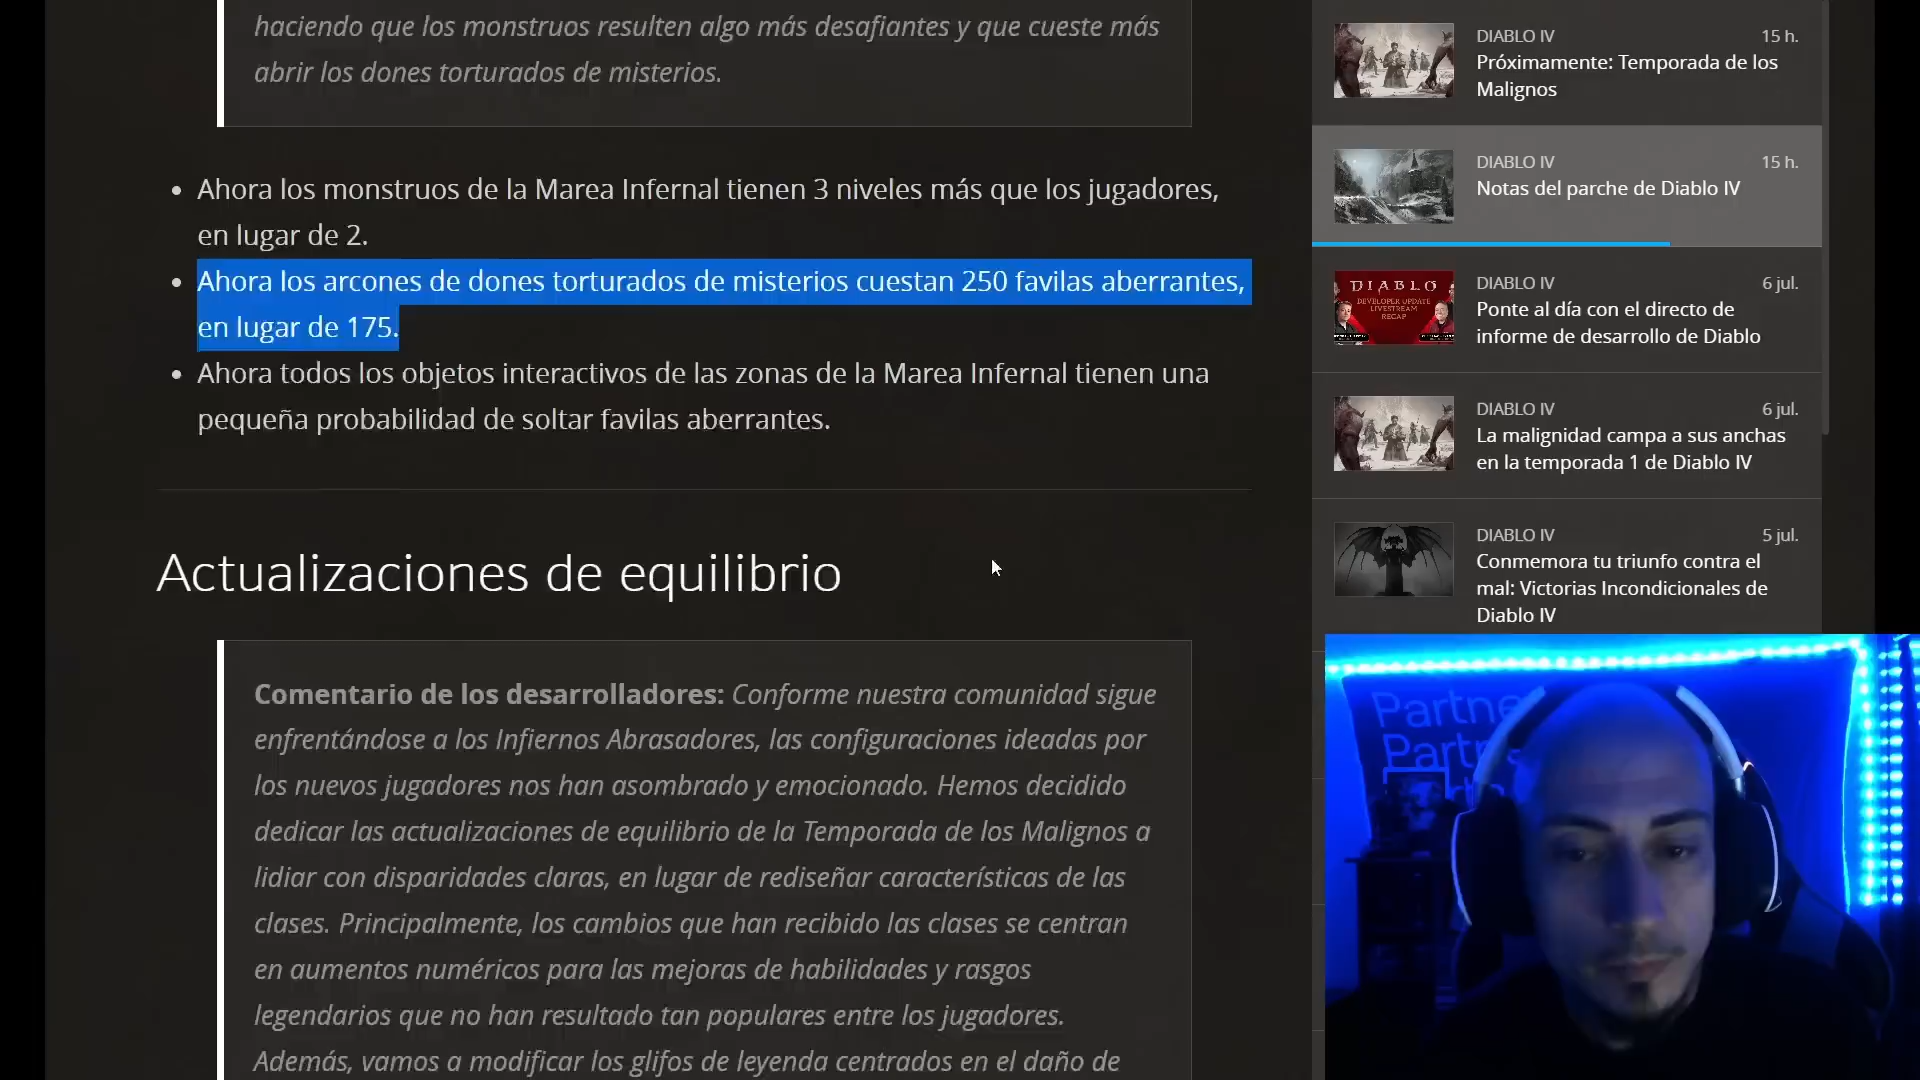 haciendo que los monstruos resulten algo más desafiantes y que cueste más
abrir los dones torturados de misterios.
Ahora los monstruos de la Marea Infernal tienen 3 niveles más que los jugadores,
en lugar de 2.
Ahora los arcones de dones torturados de misterios cuestan 250 favilas aberrantes,
en lugar de 175.
Ahora todos los objetos interactivos de las zonas de la Marea Infernal tienen una
pequeña probabilidad de soltar favilas aberrantes.
Actualizaciones de equilibrio
Comentario de los desarrolladores: Conforme nuestra comunidad sigue
enfrentándose a los Infiernos Abrasadores, las configuraciones ideadas por
los nuevos jugadores nos han asombrado y emocionado. Hemos decidido
dedicar las actualizaciones de equilibrio de la Temporada de los Malignos a
lidiar con disparidades claras, en lugar de rediseñar características de las
clases. Principalmente, los cambios que han recibido las clases se centran
en aumentos numéricos para las mejoras de habilidades y rasgos
legendarios que no han resultado tan populares entre los jugadores.
Además, vamos a modificar los glifos de leyenda centrados en el daño de
DIABLO IV 15 h.
Próximamente: Temporada de los
Malignos
DIABLO IV 15 h.
Notas del parche de Diablo IV
DIABLO
DEVELOPER UPDATE
LIVESTREAM
RECAP
DIABLO IV 6 jul.
Ponte al día con el directo de
informe de desarrollo de Diablo
DIABLO IV 6 jul.
La malignidad campa a sus anchas
en la temporada 1 de Diablo IV
DIABLO IV 5 jul.
Conmemora tu triunfo contra el
mal: Victorias Incondicionales de
Diablo IV